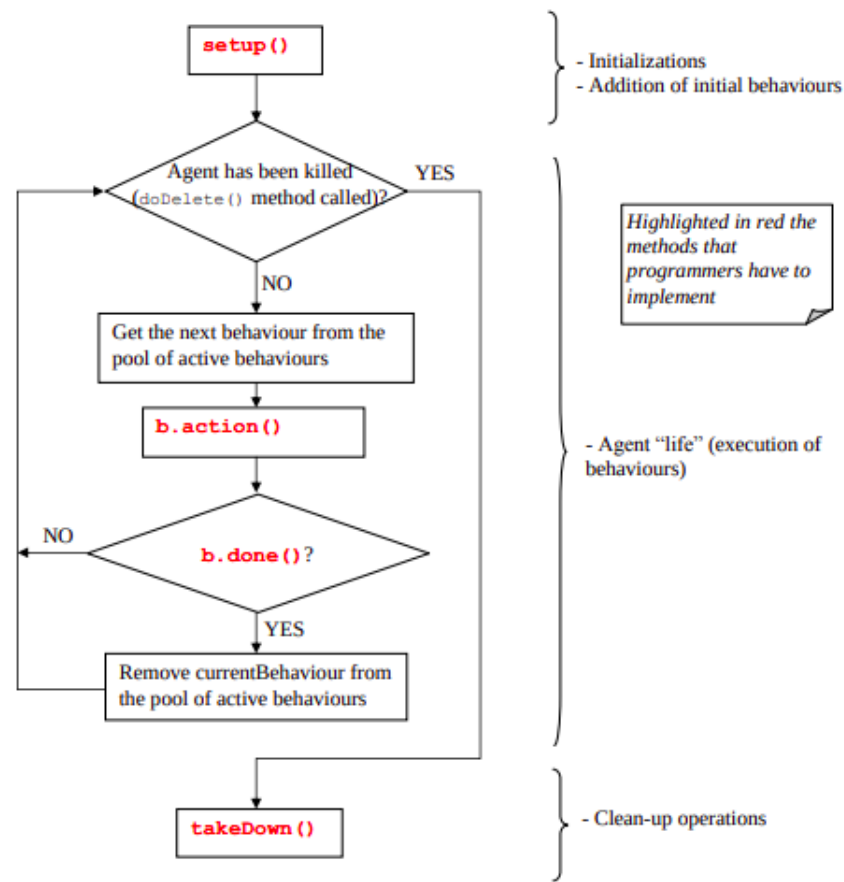 setup()
- Initializations
- Addition of initial behaviours
Agent has been killed
(doDelete() method called)?
YES
Highlighted in red the
methods that
programmers have to
implement
NO
Get the next behaviour from the
pool of active behaviours
b.action()
- Agent “life” (execution of
behaviours)
NO
b.done()?
YES
Remove currentBehaviour from
the pool of active behaviours
takeDown()
- Clean-up operations